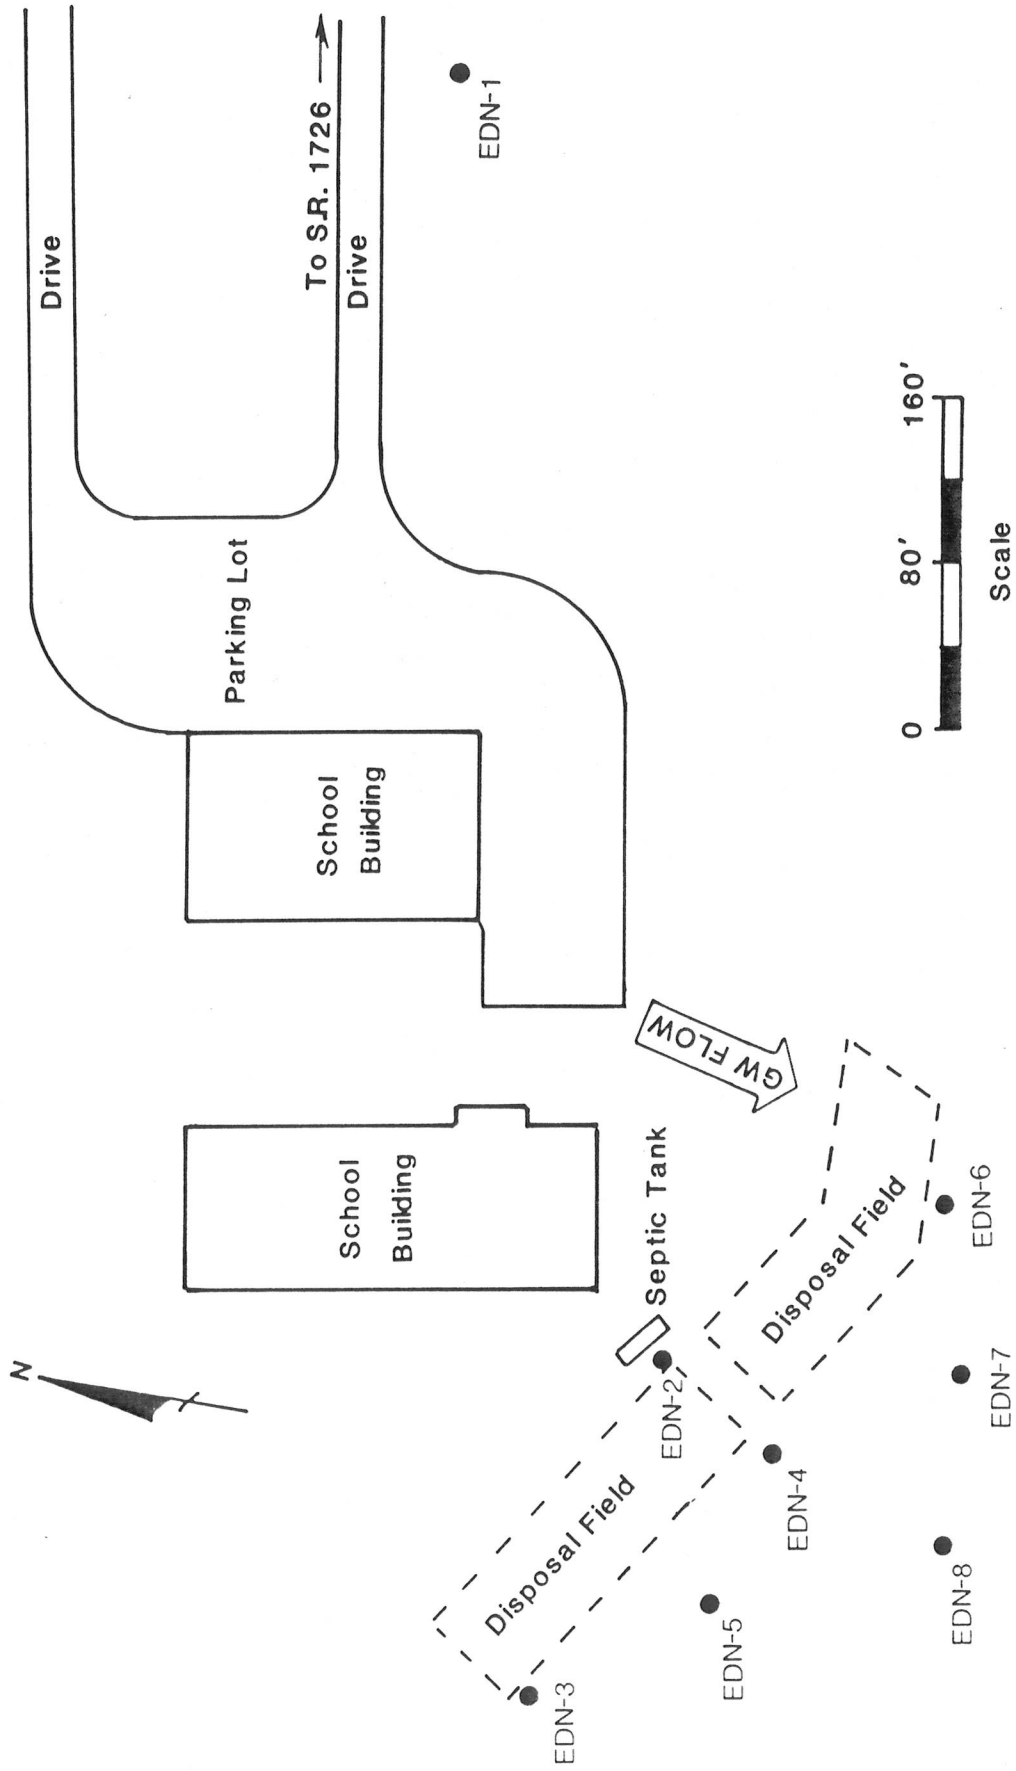 Drive
To S.R. 1726
Drive
EDN-1
Parking Lot
School
Building
School
Building
GW FLOW
Septic Tank
N
EDN-2
Disposal Field
Disposal Field
EDN-3
EDN-4
EDN-5
EDN-6
EDN-7
EDN-8
0
80'
160'
Scale